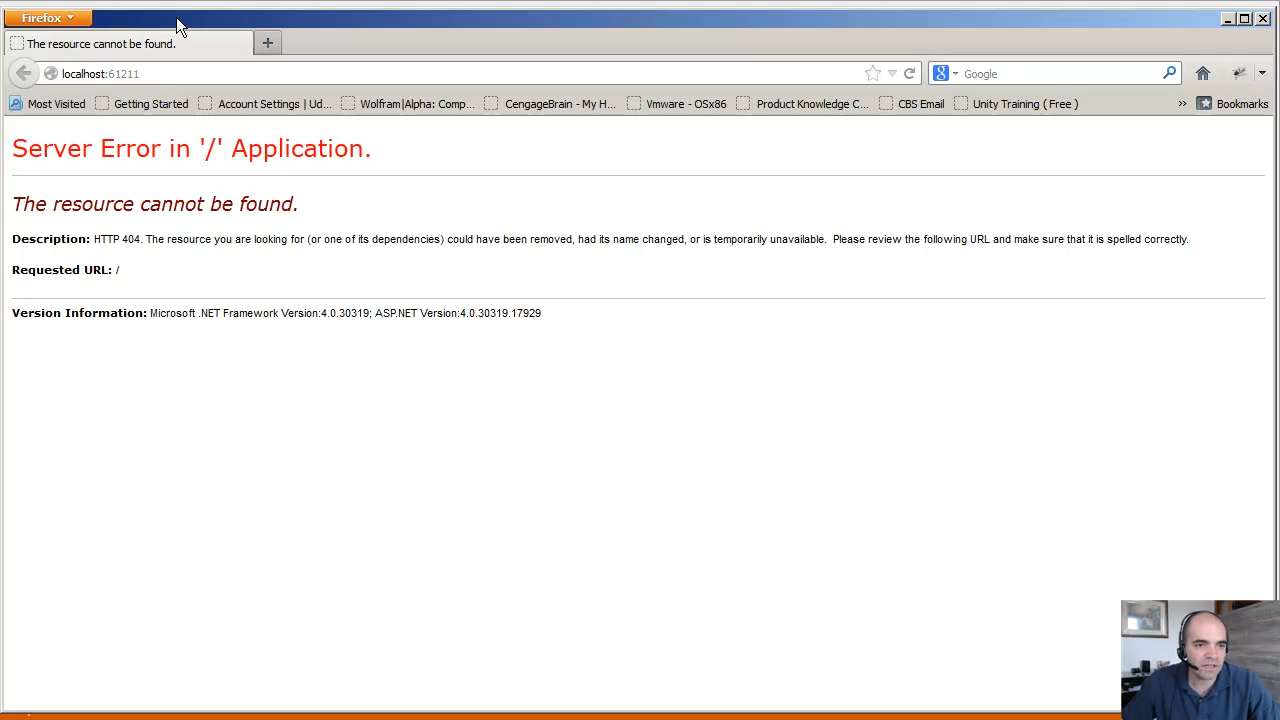 Firefox
The resource cannot be found.
localhost:61211
Google
Most Visited Getting Started Account Settings | Ud... Wolfram|Alpha: Comp... CengageBrain - My H... Vmware - OSx86 Product Knowledge C... CBS Email Unity Training ( Free ) » Bookmarks
Server Error in '/' Application.
The resource cannot be found.
Description: HTTP 404. The resource you are looking for (or one of its dependencies) could have been removed, had its name changed, or is temporarily unavailable. Please review the following URL and make sure that it is spelled correctly.
Requested URL: /
Version Information: Microsoft .NET Framework Version:4.0.30319; ASP.NET Version:4.0.30319.17929